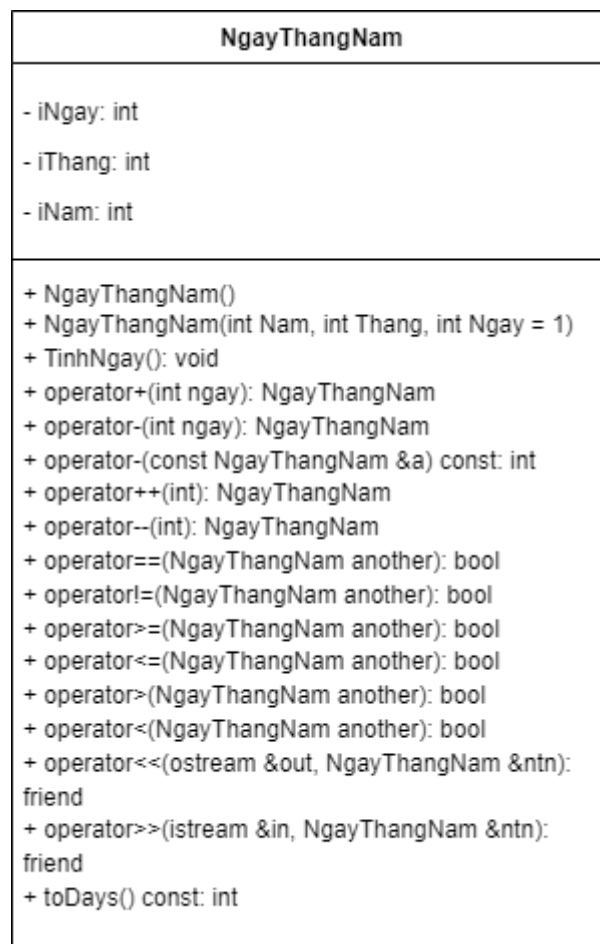 NgayThangNam
- iNgay: int
- iThang: int
- iNam: int
+ NgayThangNam()
+ NgayThangNam(int Nam, int Thang, int Ngay = 1)
+ TinhNgay(): void
+ operator+(int ngay): NgayThangNam
+ operator-(int ngay): NgayThangNam
+ operator-(const NgayThangNam &a) const: int
+ operator++(int): NgayThangNam
+ operator--(int): NgayThangNam
+ operator==(NgayThangNam another): bool
+ operator!=(NgayThangNam another): bool
+ operator>=(NgayThangNam another): bool
+ operator<=(NgayThangNam another): bool
+ operator>(NgayThangNam another): bool
+ operator<(NgayThangNam another): bool
+ operator<<(ostream &out, NgayThangNam &ntn):
friend
+ operator>>(istream &in, NgayThangNam &ntn):
friend
+ toDays() const: int